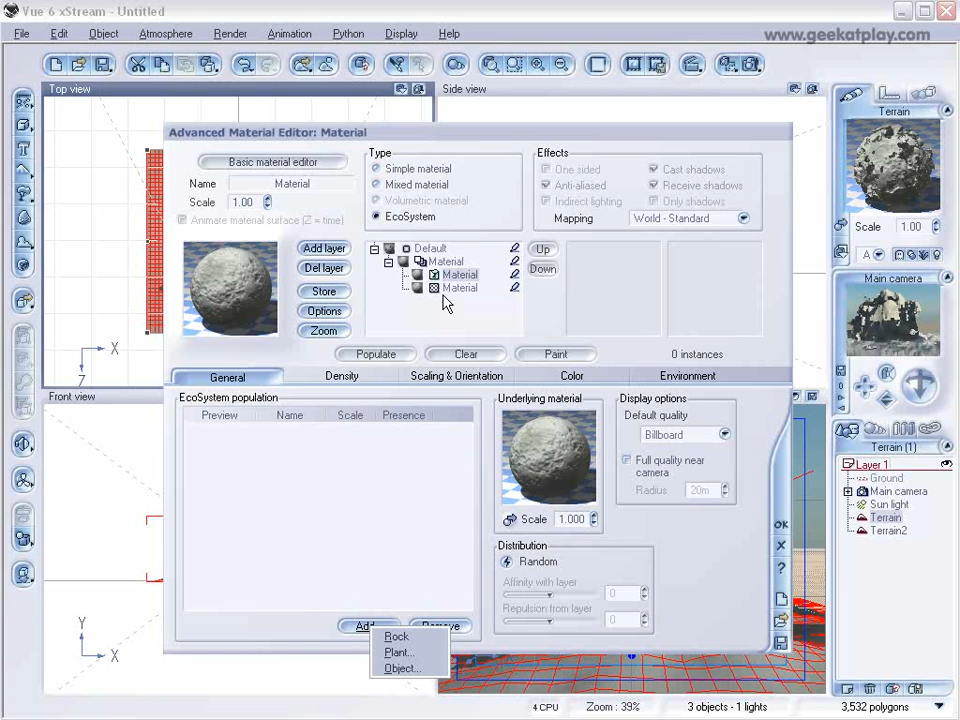 Vue 6 xStream - Untitled
File Edit Object Atmosphere Render Animation Python Display Help
www.geekatplay.com
Top view
Side view
Advanced Material Editor: Material
Basic material editor
Name Material
Scale 1.00
Animate material surface (Z = time)
Type
Simple material
Mixed material
Volumetric material
EcoSystem
Effects
One sided Cast shadows
Anti-aliased Receive shadows
Indirect lighting Only shadows
Mapping World - Standard
Add layer
Del layer
Store
Options
Zoom
Default
Material
Material
Material
Up
Down
Populate Clear Paint 0 instances
General Density Scaling & Orientation Color Environment
EcoSystem population
Preview Name Scale Presence
Add... Remove
Rock
Plant...
Object...
Underlying material
Scale 1.000
Display options
Default quality
Billboard
Full quality near
camera
Radius 20m
Distribution
Random
Affinity with layer
0
Repulsion from layer
0
OK
X
?
Front view
X
Z
Y
X
Terrain
Scale 1.00
A
Main camera
Terrain (1)
Layer 1
Ground
Main camera
Sun light
Terrain
Terrain2
4 CPU Zoom : 39% 3 objects - 1 lights 3,532 polygons